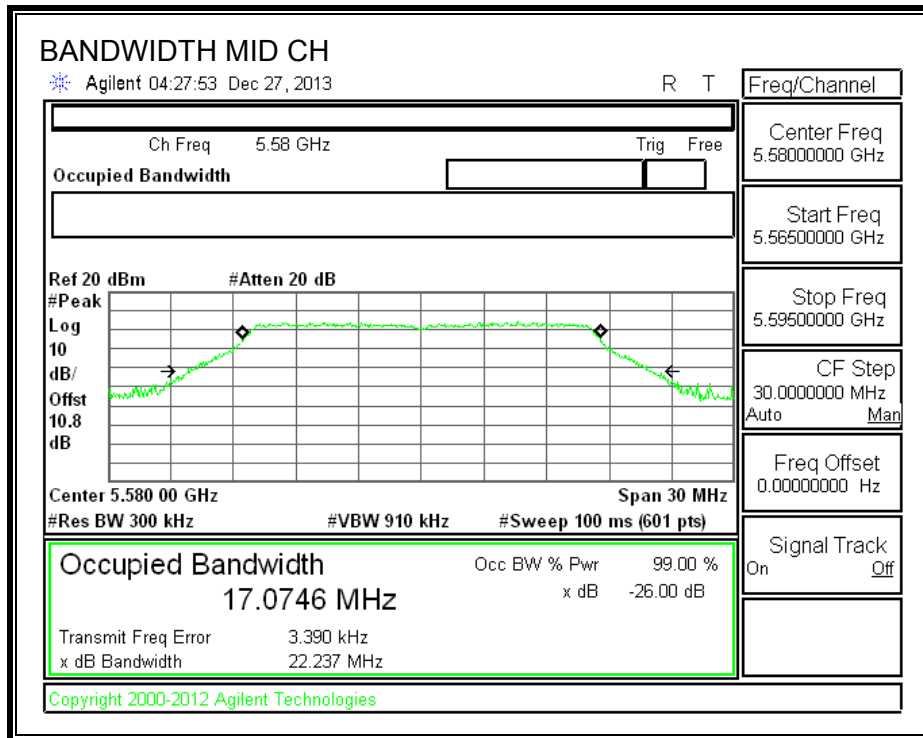 BANDWIDTH MID CH
Agilent 04:27:53 Dec 27, 2013 R T
Freq/Channel
Ch Freq 5.58 GHz Trig Free
Occupied Bandwidth
Center Freq
5.58000000 GHz
Start Freq
5.56500000 GHz
Stop Freq
5.59500000 GHz
CF Step
30.0000000 MHz
Auto Man
Freq Offset
0.00000000 Hz
Signal Track
On Off
Ref 20 dBm #Atten 20 dB
#Peak
Log
10
dB/
Offst
10.8
dB
Center 5.580 00 GHz Span 30 MHz
#Res BW 300 kHz #VBW 910 kHz #Sweep 100 ms (601 pts)
Occupied Bandwidth Occ BW % Pwr 99.00 %
17.0746 MHz x dB -26.00 dB
Transmit Freq Error 3.390 kHz
x dB Bandwidth 22.237 MHz
Copyright 2000-2012 Agilent Technologies